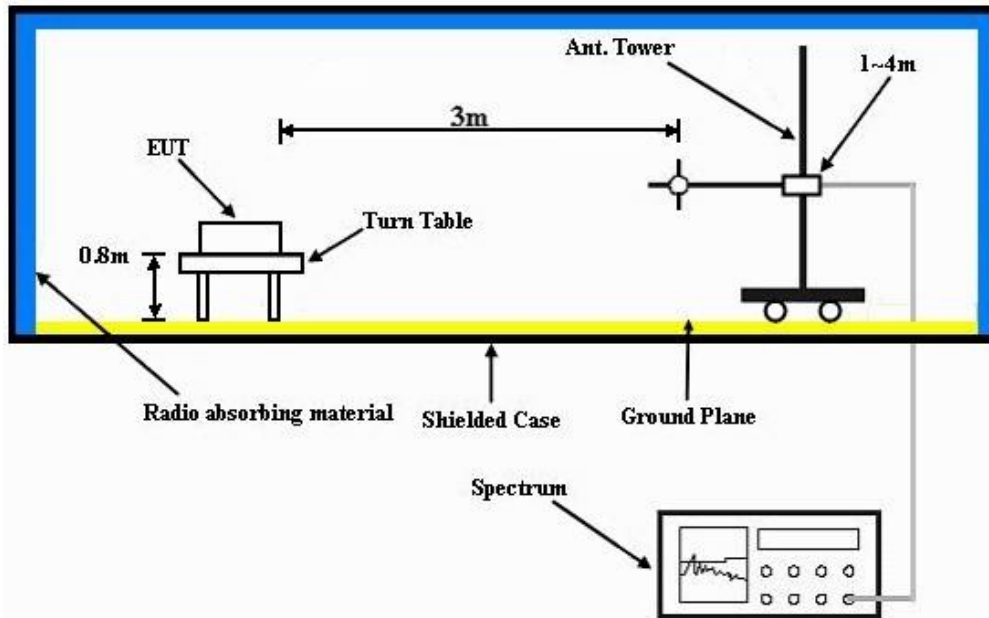 Ant. Tower
1~4m
3m
EUT
Turn Table
0.8m
Radio absorbing material
Shielded Case
Ground Plane
Spectrum